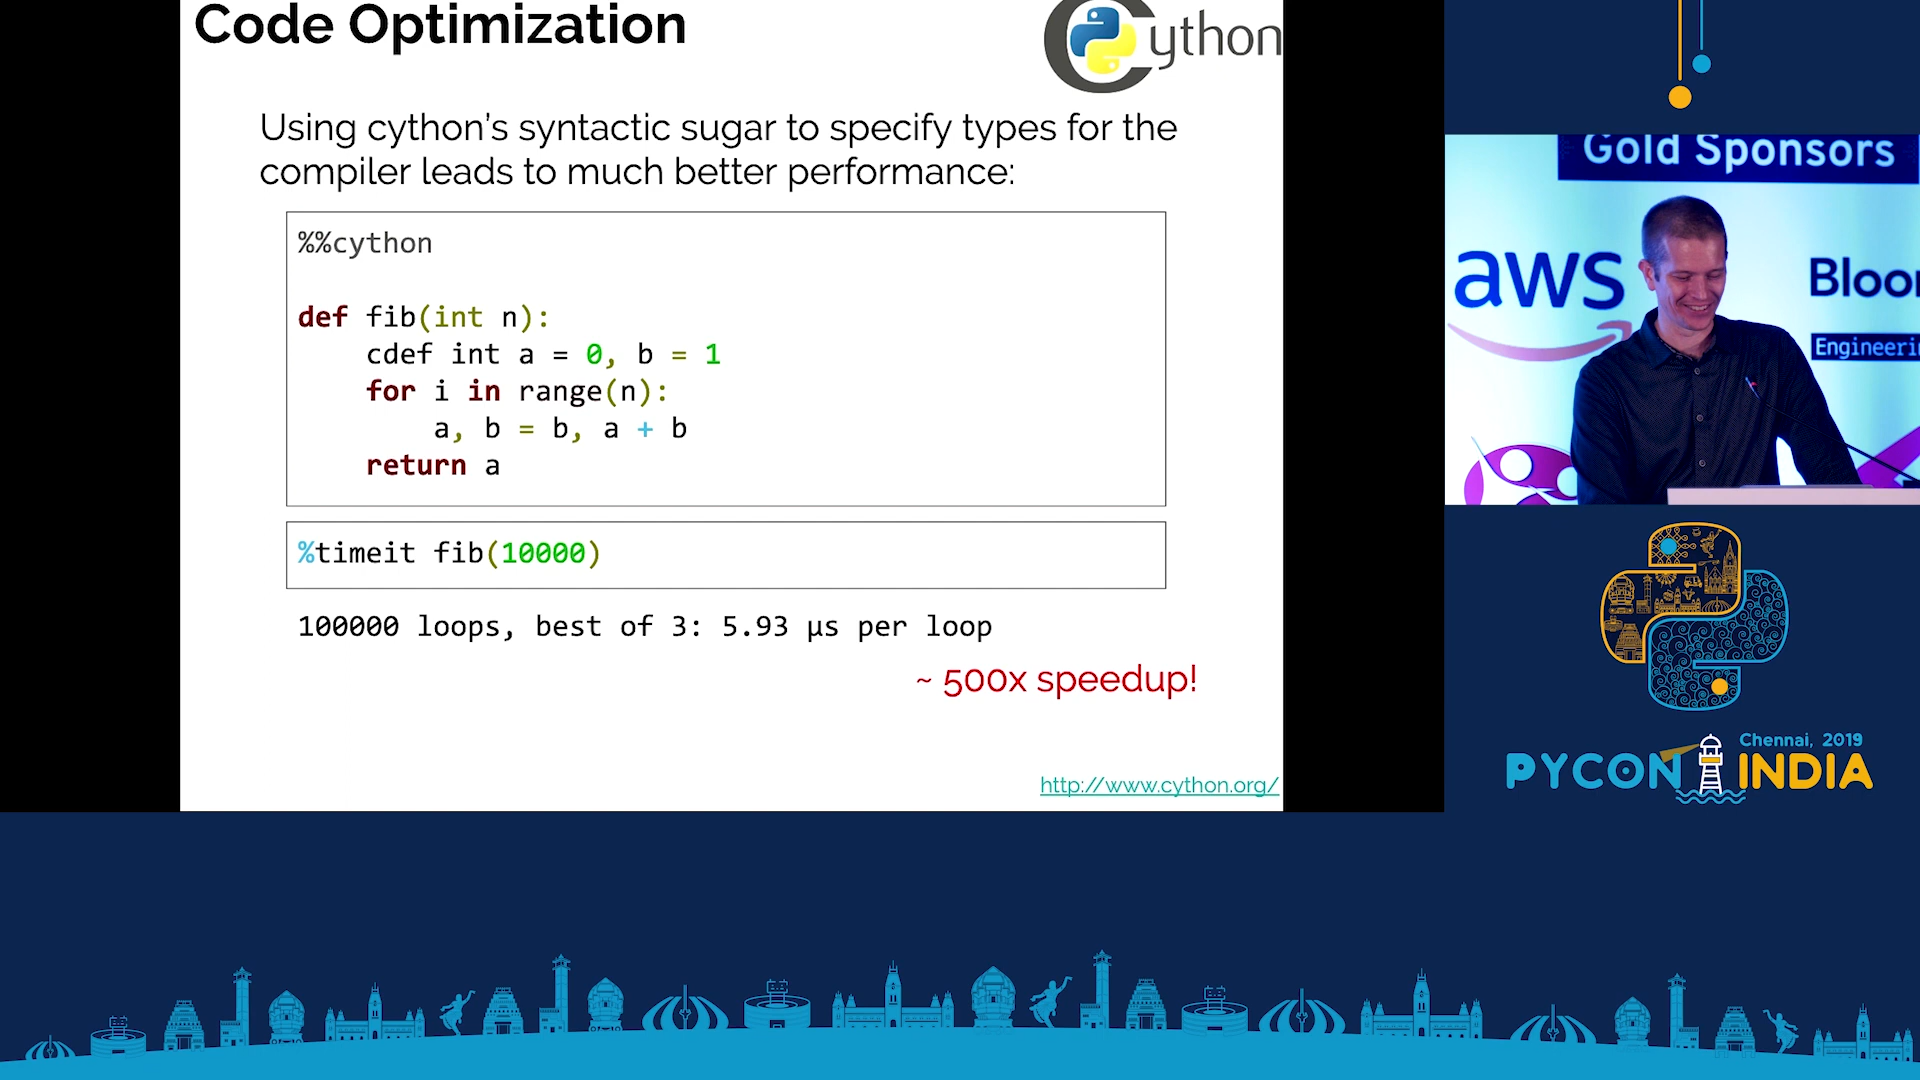 Code Optimization
ython
Using cython's syntactic sugar to specify types for the
compiler leads to much better performance:
%%cython
def fib(int n):
    cdef int a = 0, b = 1
    for i in range(n):
        a, b = b, a + b
    return a
%timeit fib(10000)
100000 loops, best of 3: 5.93 µs per loop
~ 500x speedup!
http://www.cython.org/
Gold Sponsors
aws
Bloo
Engineeri
Chennai, 2019
PYCON INDIA